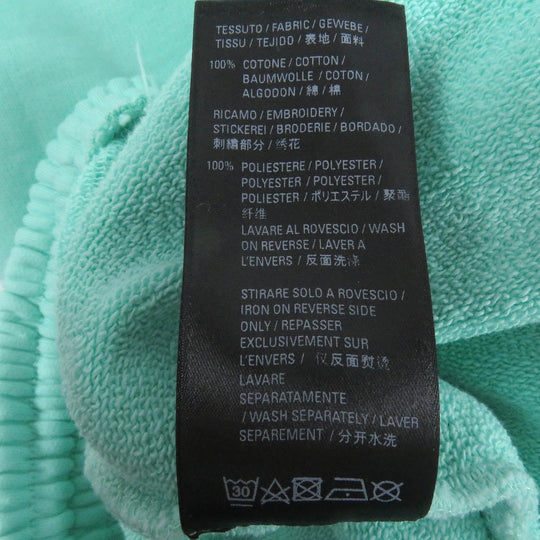 TESSUTO / FABRIC / GEWEBE /
TISSU / TEJIDO / 表地 / 面料
100% COTONE / COTTON /
BAUMWOLLE / COTON /
ALGODON / 綿 / 棉
RICAMO / EMBROIDERY /
STICKEREI / BRODERIE / BORDADO /
刺繍部分 / 绣花
100% POLIESTERE / POLYESTER /
POLYESTER / POLYESTER /
POLIESTER / ポリエステル / 聚酯
纤维
LAVARE AL ROVESCIO / WASH
ON REVERSE / LAVER A
L'ENVERS / 反面洗涤
STIRARE SOLO A ROVESCIO /
IRON ON REVERSE SIDE
ONLY / REPASSER
EXCLUSIVEMENT SUR
L'ENVERS / 仅反面熨烫
LAVARE
SEPARATAMENTE
/ WASH SEPARATELY / LAVER
SEPAREMENT / 分开水洗
30